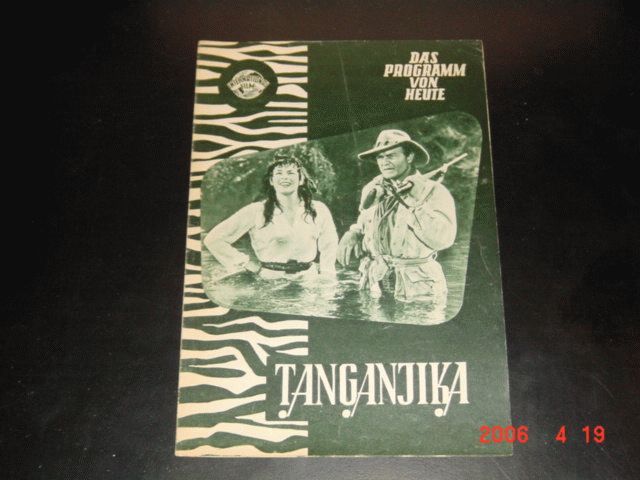 DAS
PROGRAMM
VON
HEUTE
TANGANJIKA
2006 4 19